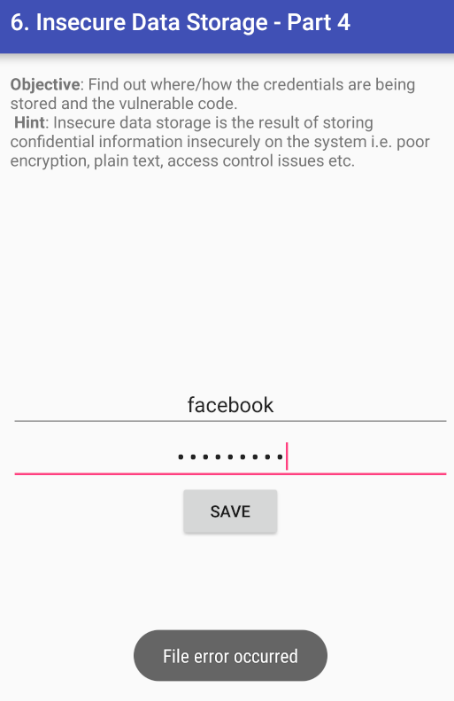 6. Insecure Data Storage - Part 4
Objective: Find out where/how the credentials are being
stored and the vulnerable code.
Hint: Insecure data storage is the result of storing
confidential information insecurely on the system i.e. poor
encryption, plain text, access control issues etc.
facebook
•••••••••
SAVE
File error occurred